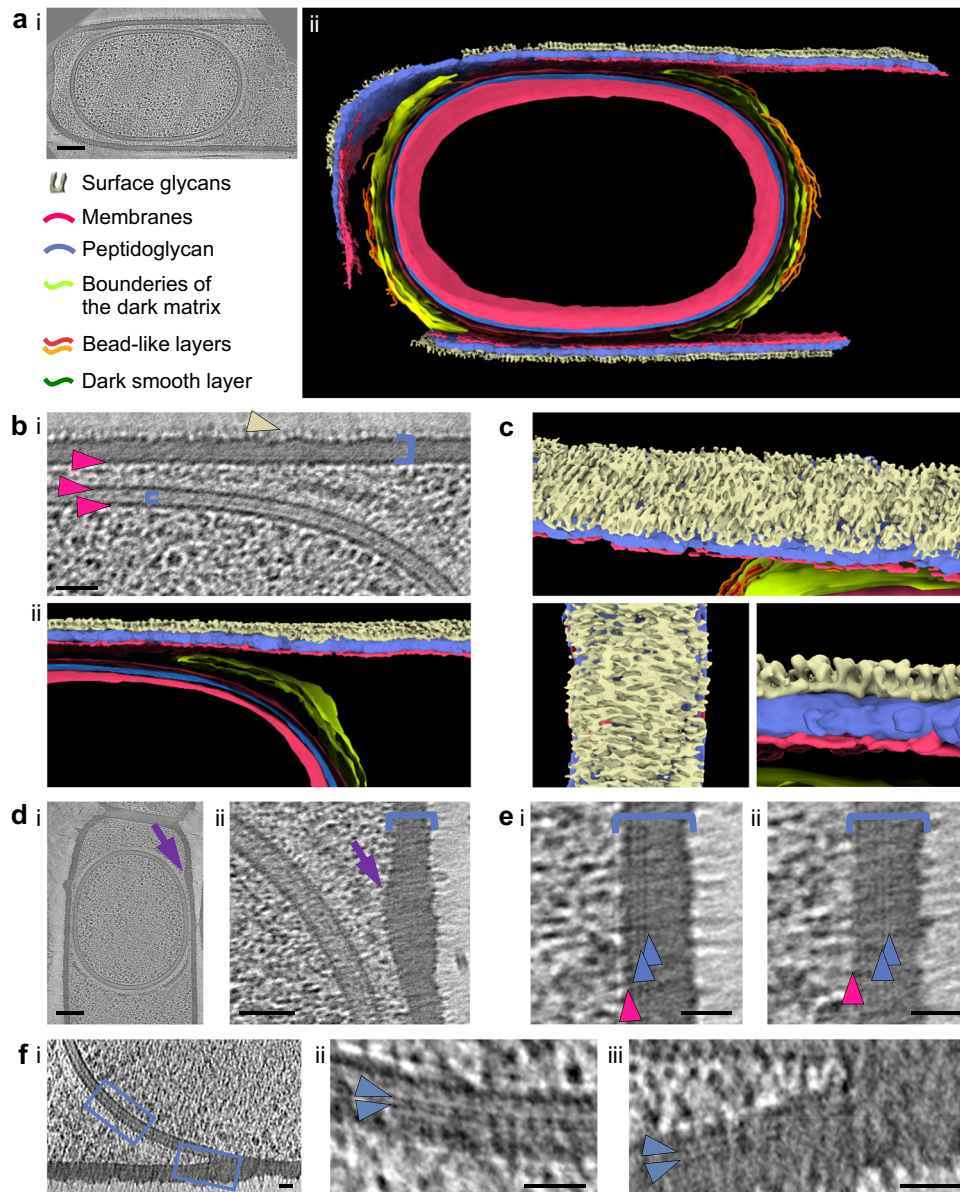 a i
ii
Surface glycans
Membranes
Peptidoglycan
Bounderies of
the dark matrix
Bead-like layers
Dark smooth layer
b i
c
ii
d i
ii
e i
ii
f i
ii
iii